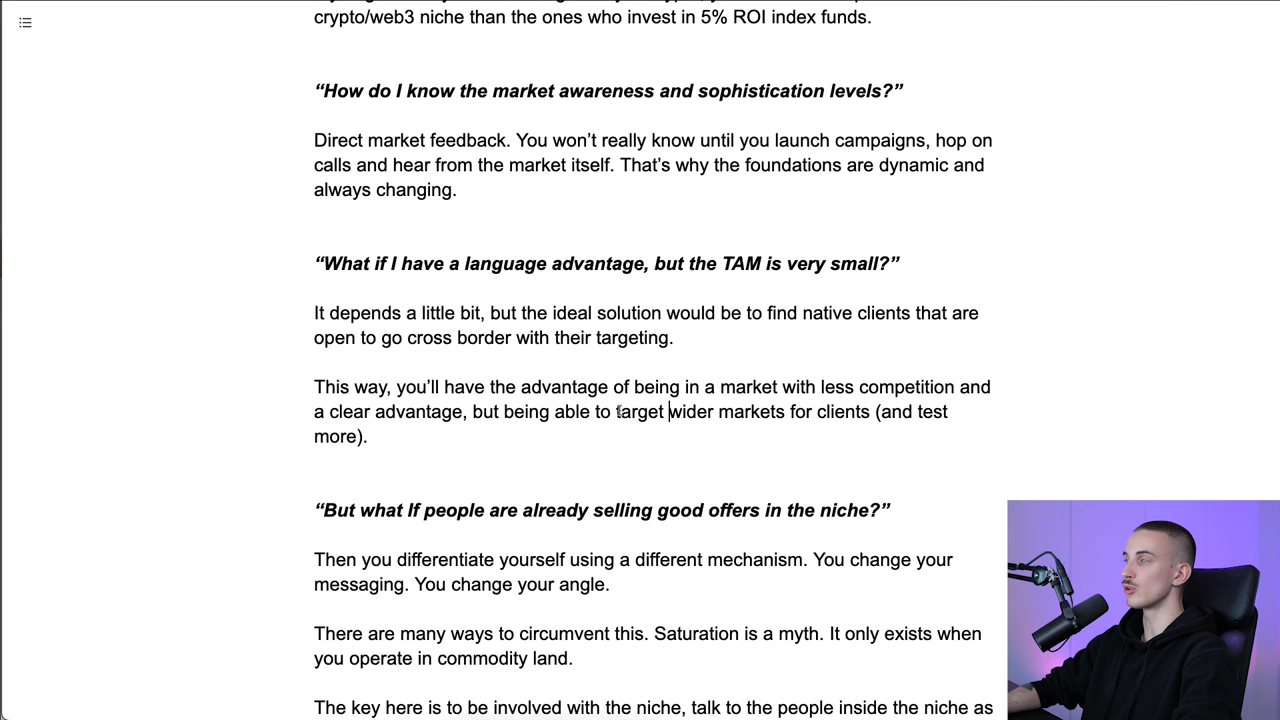 crypto/web3 niche than the ones who invest in 5% ROI index funds.
“How do I know the market awareness and sophistication levels?”
Direct market feedback. You won’t really know until you launch campaigns, hop on
calls and hear from the market itself. That’s why the foundations are dynamic and
always changing.
“What if I have a language advantage, but the TAM is very small?”
It depends a little bit, but the ideal solution would be to find native clients that are
open to go cross border with their targeting.
This way, you’ll have the advantage of being in a market with less competition and
a clear advantage, but being able to target wider markets for clients (and test
more).
“But what If people are already selling good offers in the niche?”
Then you differentiate yourself using a different mechanism. You change your
messaging. You change your angle.
There are many ways to circumvent this. Saturation is a myth. It only exists when
you operate in commodity land.
The key here is to be involved with the niche, talk to the people inside the niche as